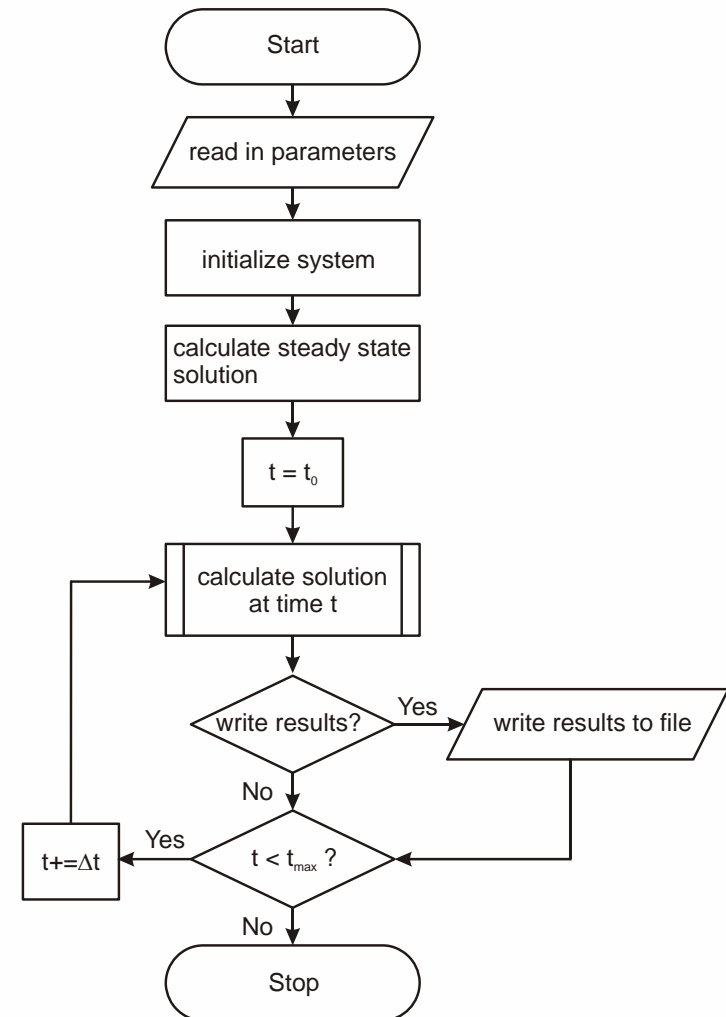 Start
read in parameters
initialize system
calculate steady state
solution
t = t₀
calculate solution
at time t
write results?
Yes
write results to file
No
t < tₘₐₓ ?
Yes
t+=Δt
No
Stop